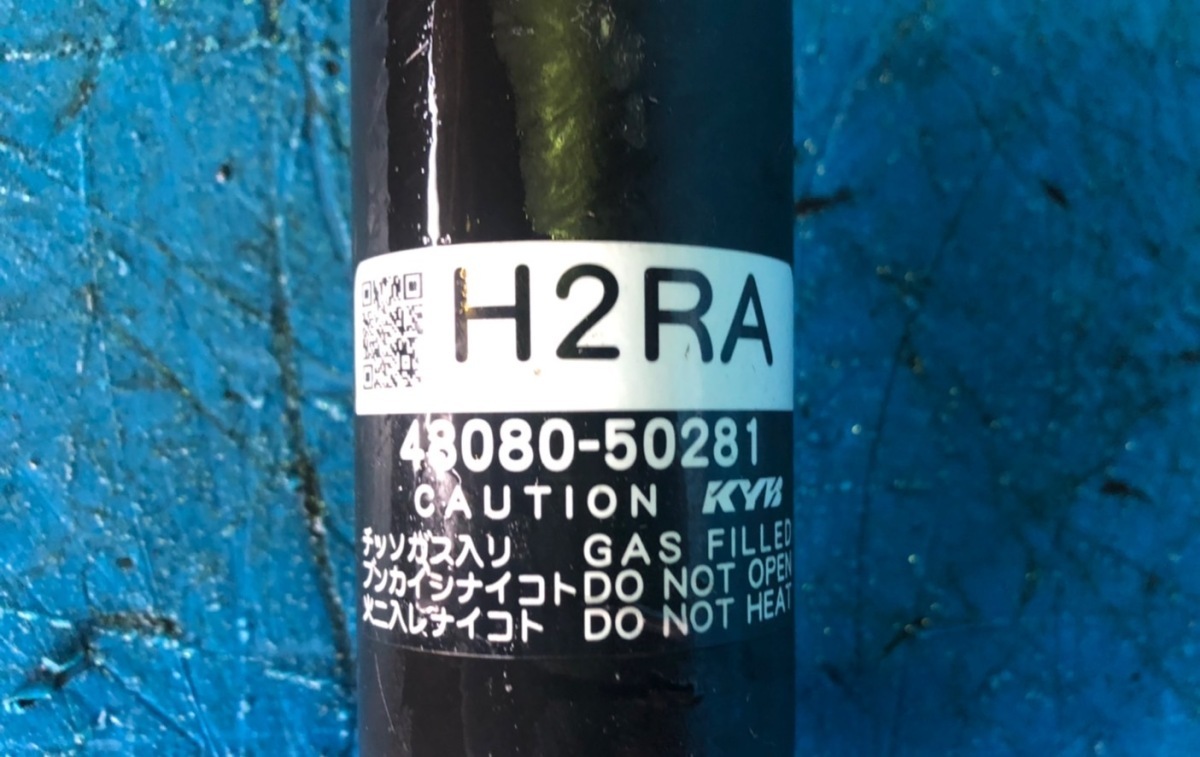 H2RA
48080-50281
CAUTION KYB
チッソガス入リ GAS FILLED
ブンカイシナイコト DO NOT OPEN
火ニ入レナイコト DO NOT HEAT